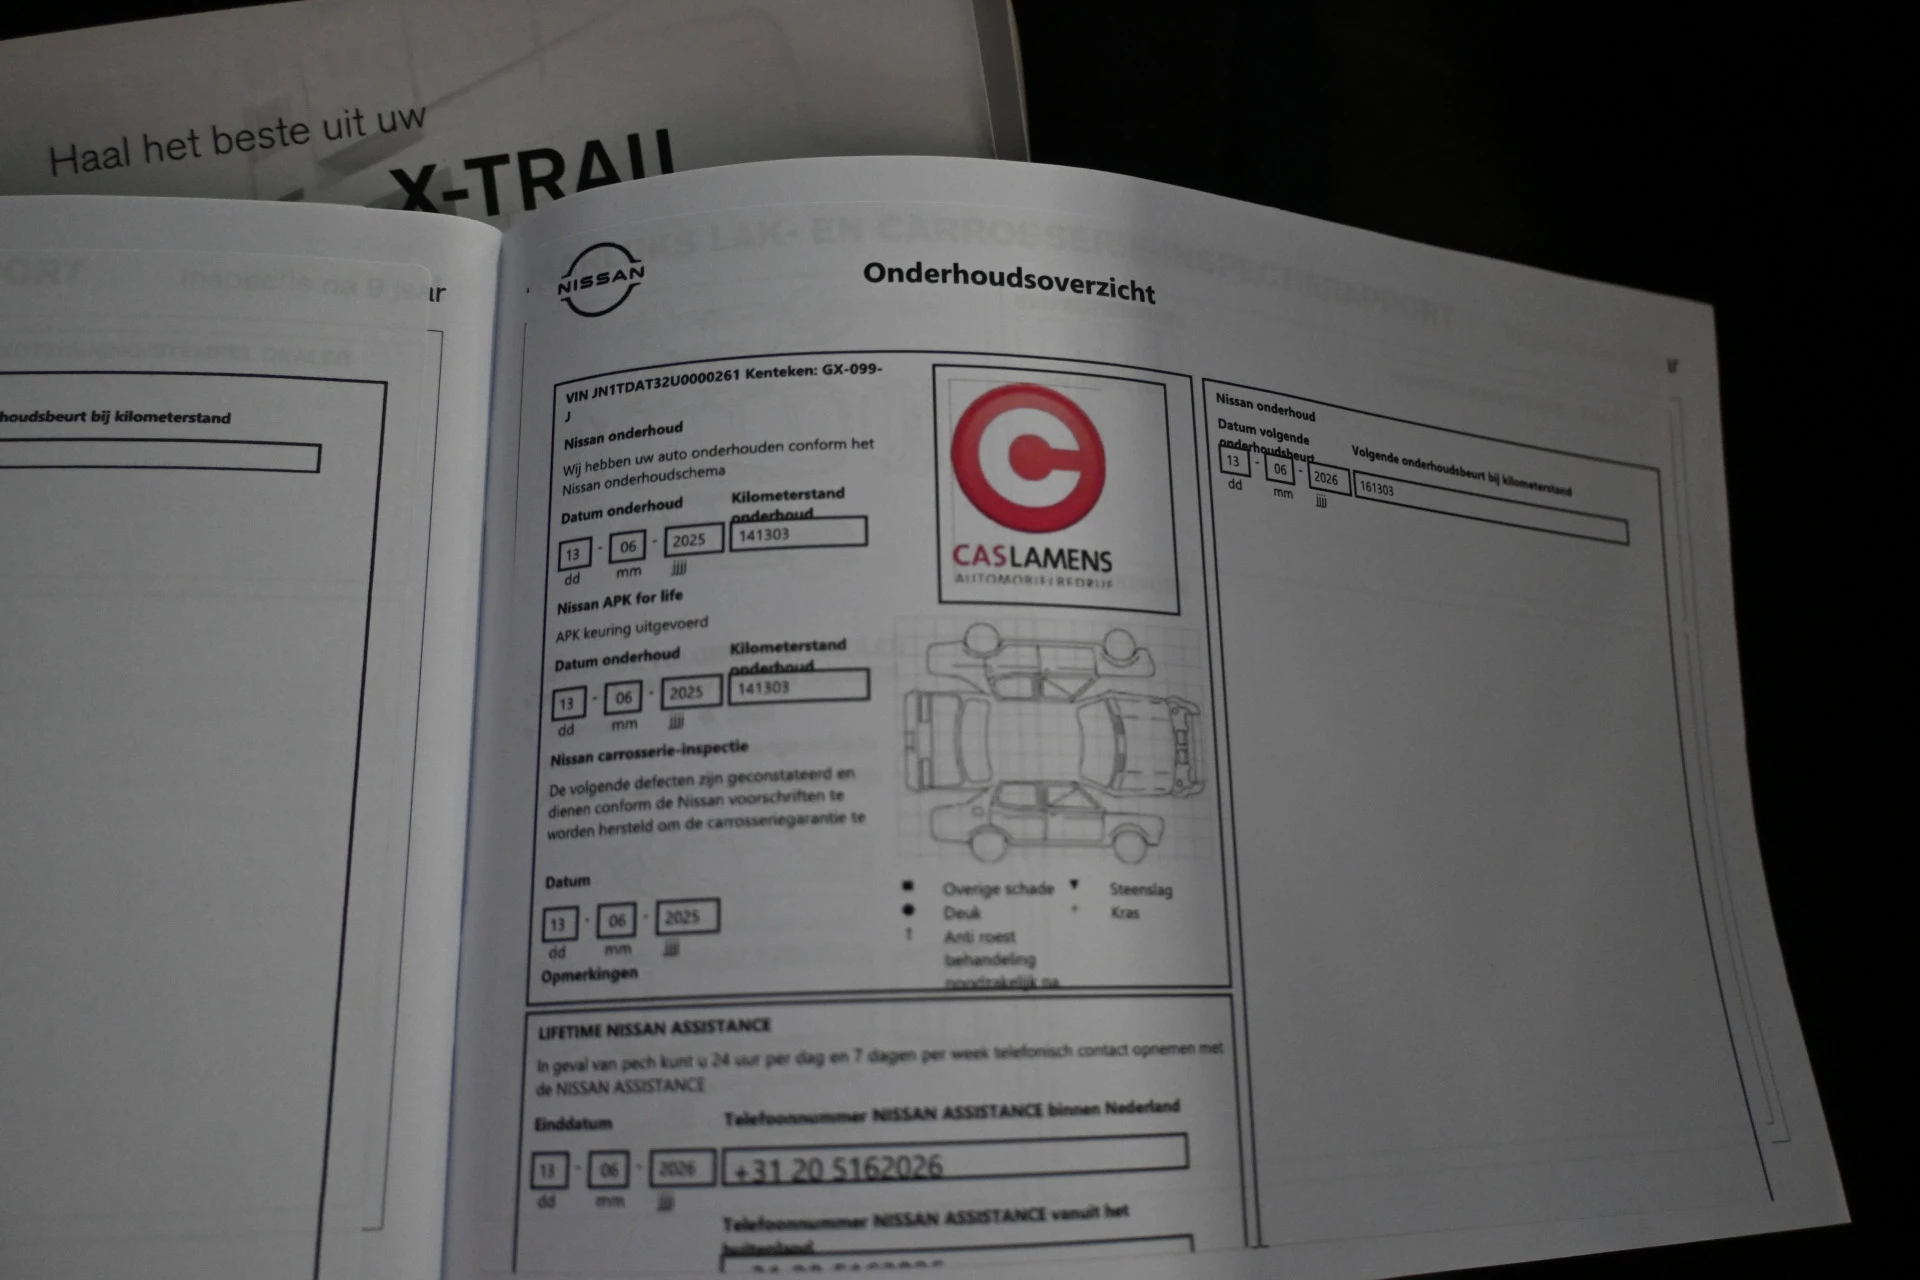 Haal het beste uit uw
X-TRAIL
ar
houdsbeurt bij kilometerstand
NISSAN
Onderhoudsoverzicht
VIN JN1TDAT32U0000261 Kenteken: GX-099-
J
Nissan onderhoud
Wij hebben uw auto onderhouden conform het
Nissan onderhoudschema
Datum onderhoud
Kilometerstand
onderhoud
13 - 06 - 2025
141303
dd mm jjjj
Nissan APK for life
APK keuring uitgevoerd
Datum onderhoud
Kilometerstand
onderhoud
13 - 06 - 2025
141303
dd mm jjjj
Nissan carrosserie-inspectie
De volgende defecten zijn geconstateerd en
dienen conform de Nissan voorschriften te
worden hersteld om de carrosseriegarantie te
Datum
13 - 06 - 2025
dd mm jjjj
Opmerkingen
CASLAMENS
AUTOMOBIELBEDRIJF
Overige schade
Deuk
Anti roest
behandeling
noodzakelijk na
Steenslag
Kras
LIFETIME NISSAN ASSISTANCE
In geval van pech kunt u 24 uur per dag en 7 dagen per week telefonisch contact opnemen met
de NISSAN ASSISTANCE
Einddatum
Telefoonnummer NISSAN ASSISTANCE binnen Nederland
13 - 06 - 2026
+31 20 5162026
dd mm jjjj
Telefoonnummer NISSAN ASSISTANCE vanuit het
buitenland
Nissan onderhoud
Datum volgende
onderhoudsbeurt
Volgende onderhoudsbeurt bij kilometerstand
13 - 06 - 2026
161303
dd mm jjjj